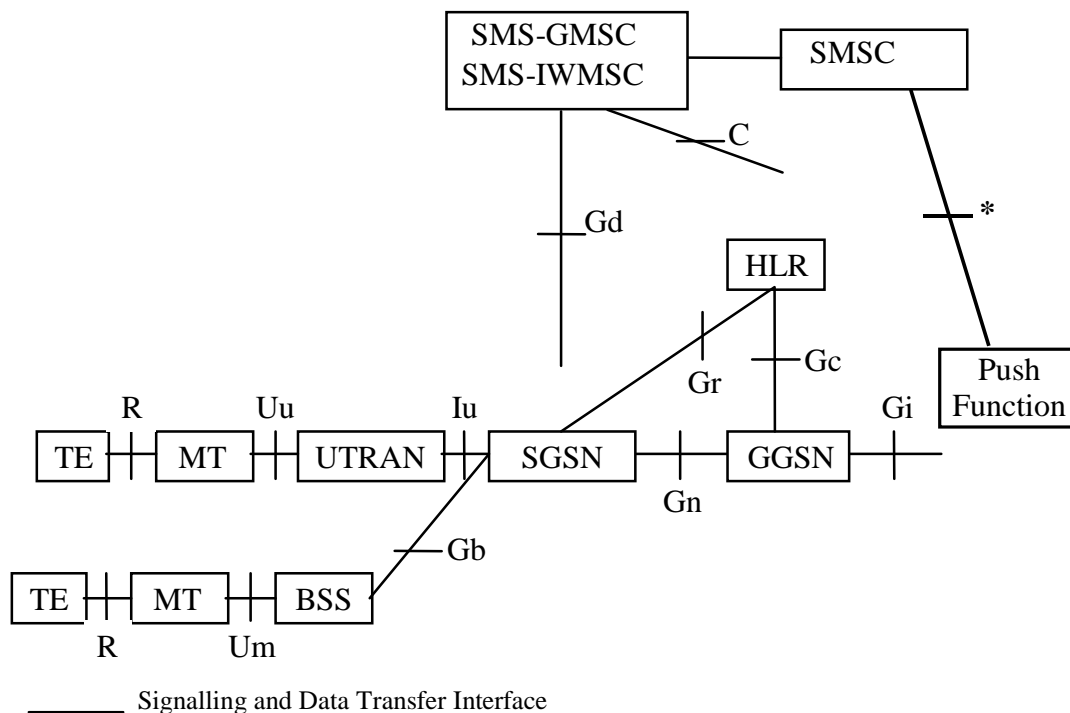 SMS-GMSC
SMS-IWMSC
SMSC
C
*
Gd
HLR
Gr
Gc
Push
Function
R
Uu
Iu
Gi
TE
MT
UTRAN
SGSN
GGSN
Gn
Gb
TE
MT
BSS
R
Um
Signalling and Data Transfer Interface